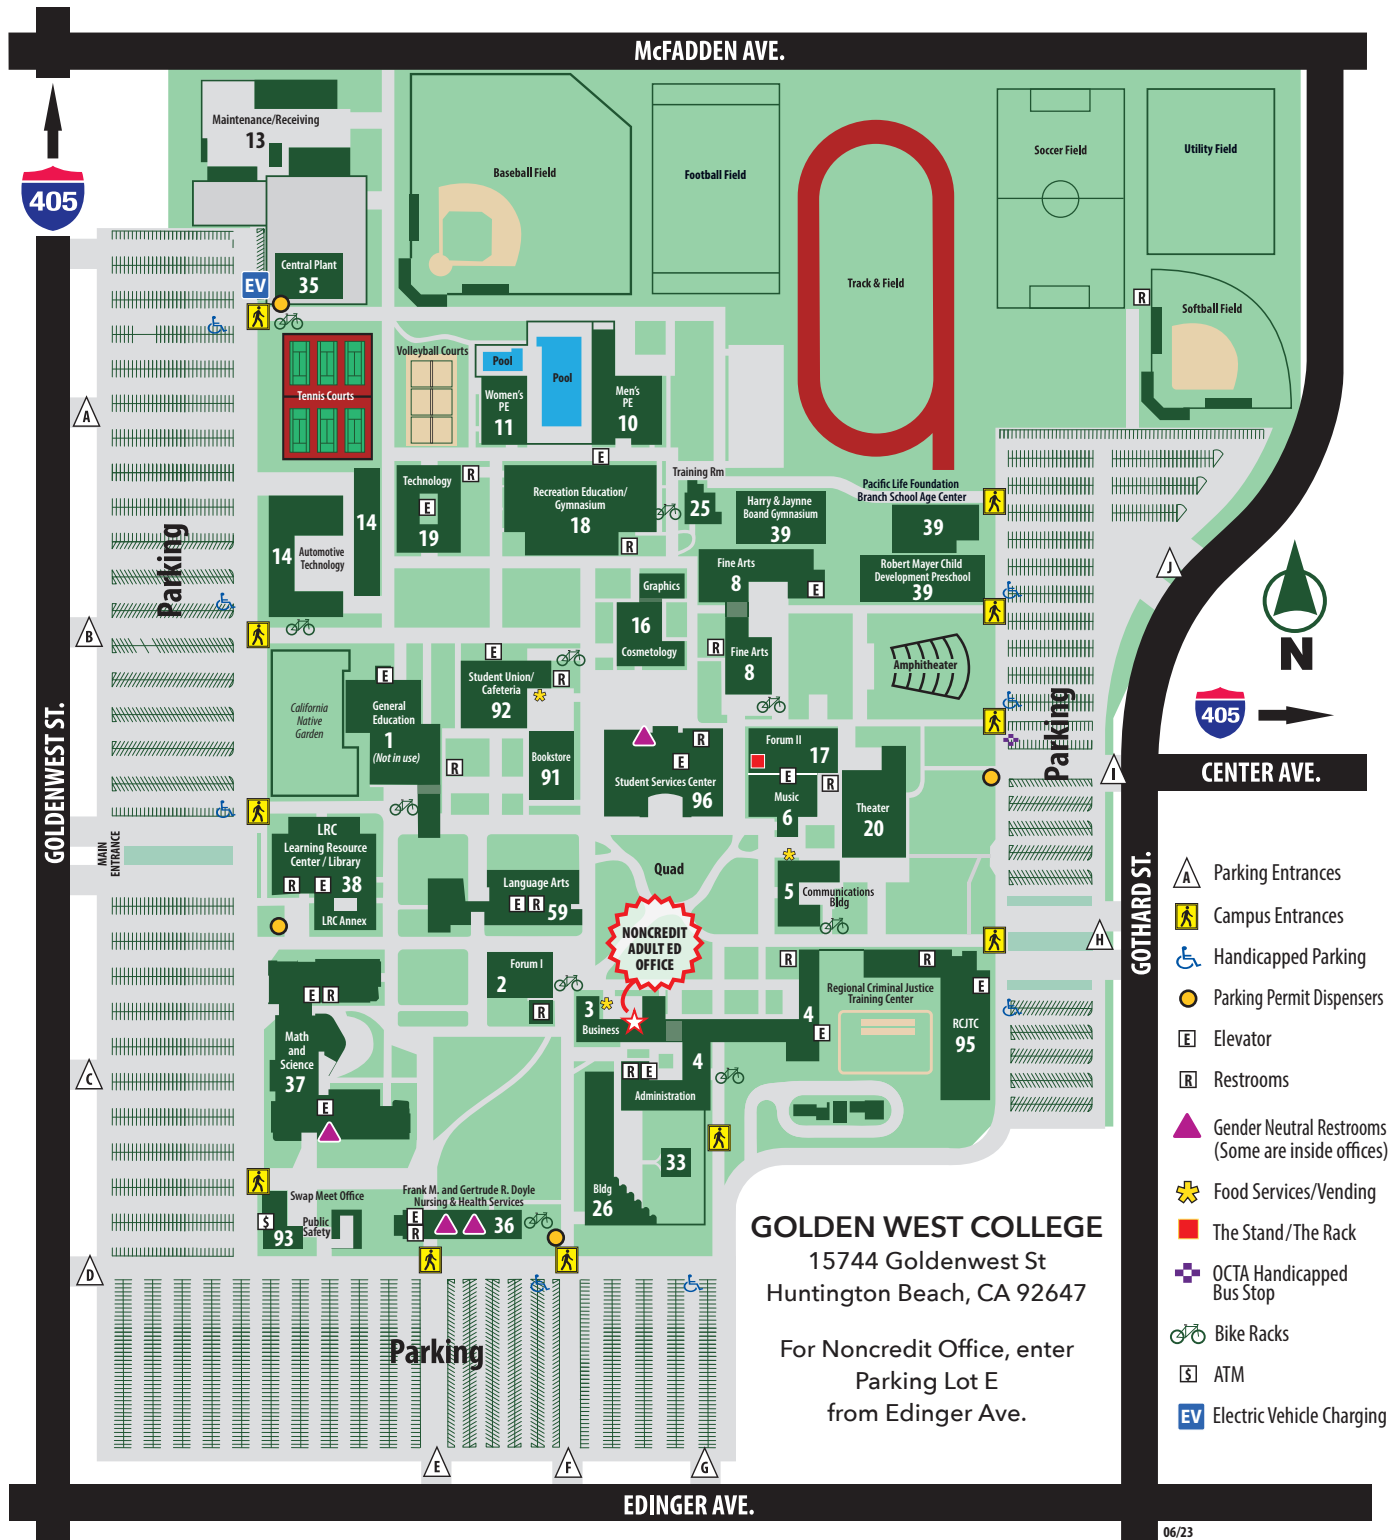 McFADDEN AVE.
405
Maintenance/Receiving
13
Baseball Field
Football Field
Soccer Field
Utility Field
Track & Field
Softball Field
R
Central Plant
35
EV
Tennis Courts
Volleyball Courts
Pool
Pool
Women's
PE
11
Men's
PE
10
E
A
Technology
E
19
R
Recreation Education/
Gymnasium
18
R
Training Rm
25
Harry & Jaynne
Boand Gymnasium
39
Pacific Life Foundation
Branch School Age Center
39
Robert Mayer Child
Development Preschool
39
14
14
Automotive
Technology
Parking
Fine Arts
8
E
Graphics
16
Cosmetology
R
Fine Arts
8
Amphitheater
J
N
405
B
E
Student Union/
Cafeteria
92
R
E
General
Education
1
(Not in use)
R
California
Native
Garden
Bookstore
91
R
E
Student Services Center
96
Forum II
17
E
R
Music
6
Theater
20
Parking
I
CENTER AVE.
GOLDENWEST ST.
MAIN
ENTRANCE
LRC
Learning Resource
Center / Library
R
E
38
LRC Annex
Language Arts
E
R
59
Quad
NONCREDIT
ADULT ED
OFFICE
5
Communications
Bldg
GOTHARD ST.
H
Forum I
2
R
3
Business
R
R
4
E
Regional Criminal Justice
Training Center
E
RCJTC
95
E
R
Math
and
Science
37
E
C
4
R
E
Administration
33
Bldg
26
Swap Meet Office
$
93
Public
Safety
Frank M. and Gertrude R. Doyle
Nursing & Health Services
E
R
36
D
Parking
E
F
G
GOLDEN WEST COLLEGE
15744 Goldenwest St
Huntington Beach, CA 92647
For Noncredit Office, enter
Parking Lot E
from Edinger Ave.
A Parking Entrances
Campus Entrances
Handicapped Parking
Parking Permit Dispensers
E Elevator
R Restrooms
Gender Neutral Restrooms
(Some are inside offices)
Food Services/Vending
The Stand/The Rack
OCTA Handicapped
Bus Stop
Bike Racks
$ ATM
EV Electric Vehicle Charging
EDINGER AVE.
06/23